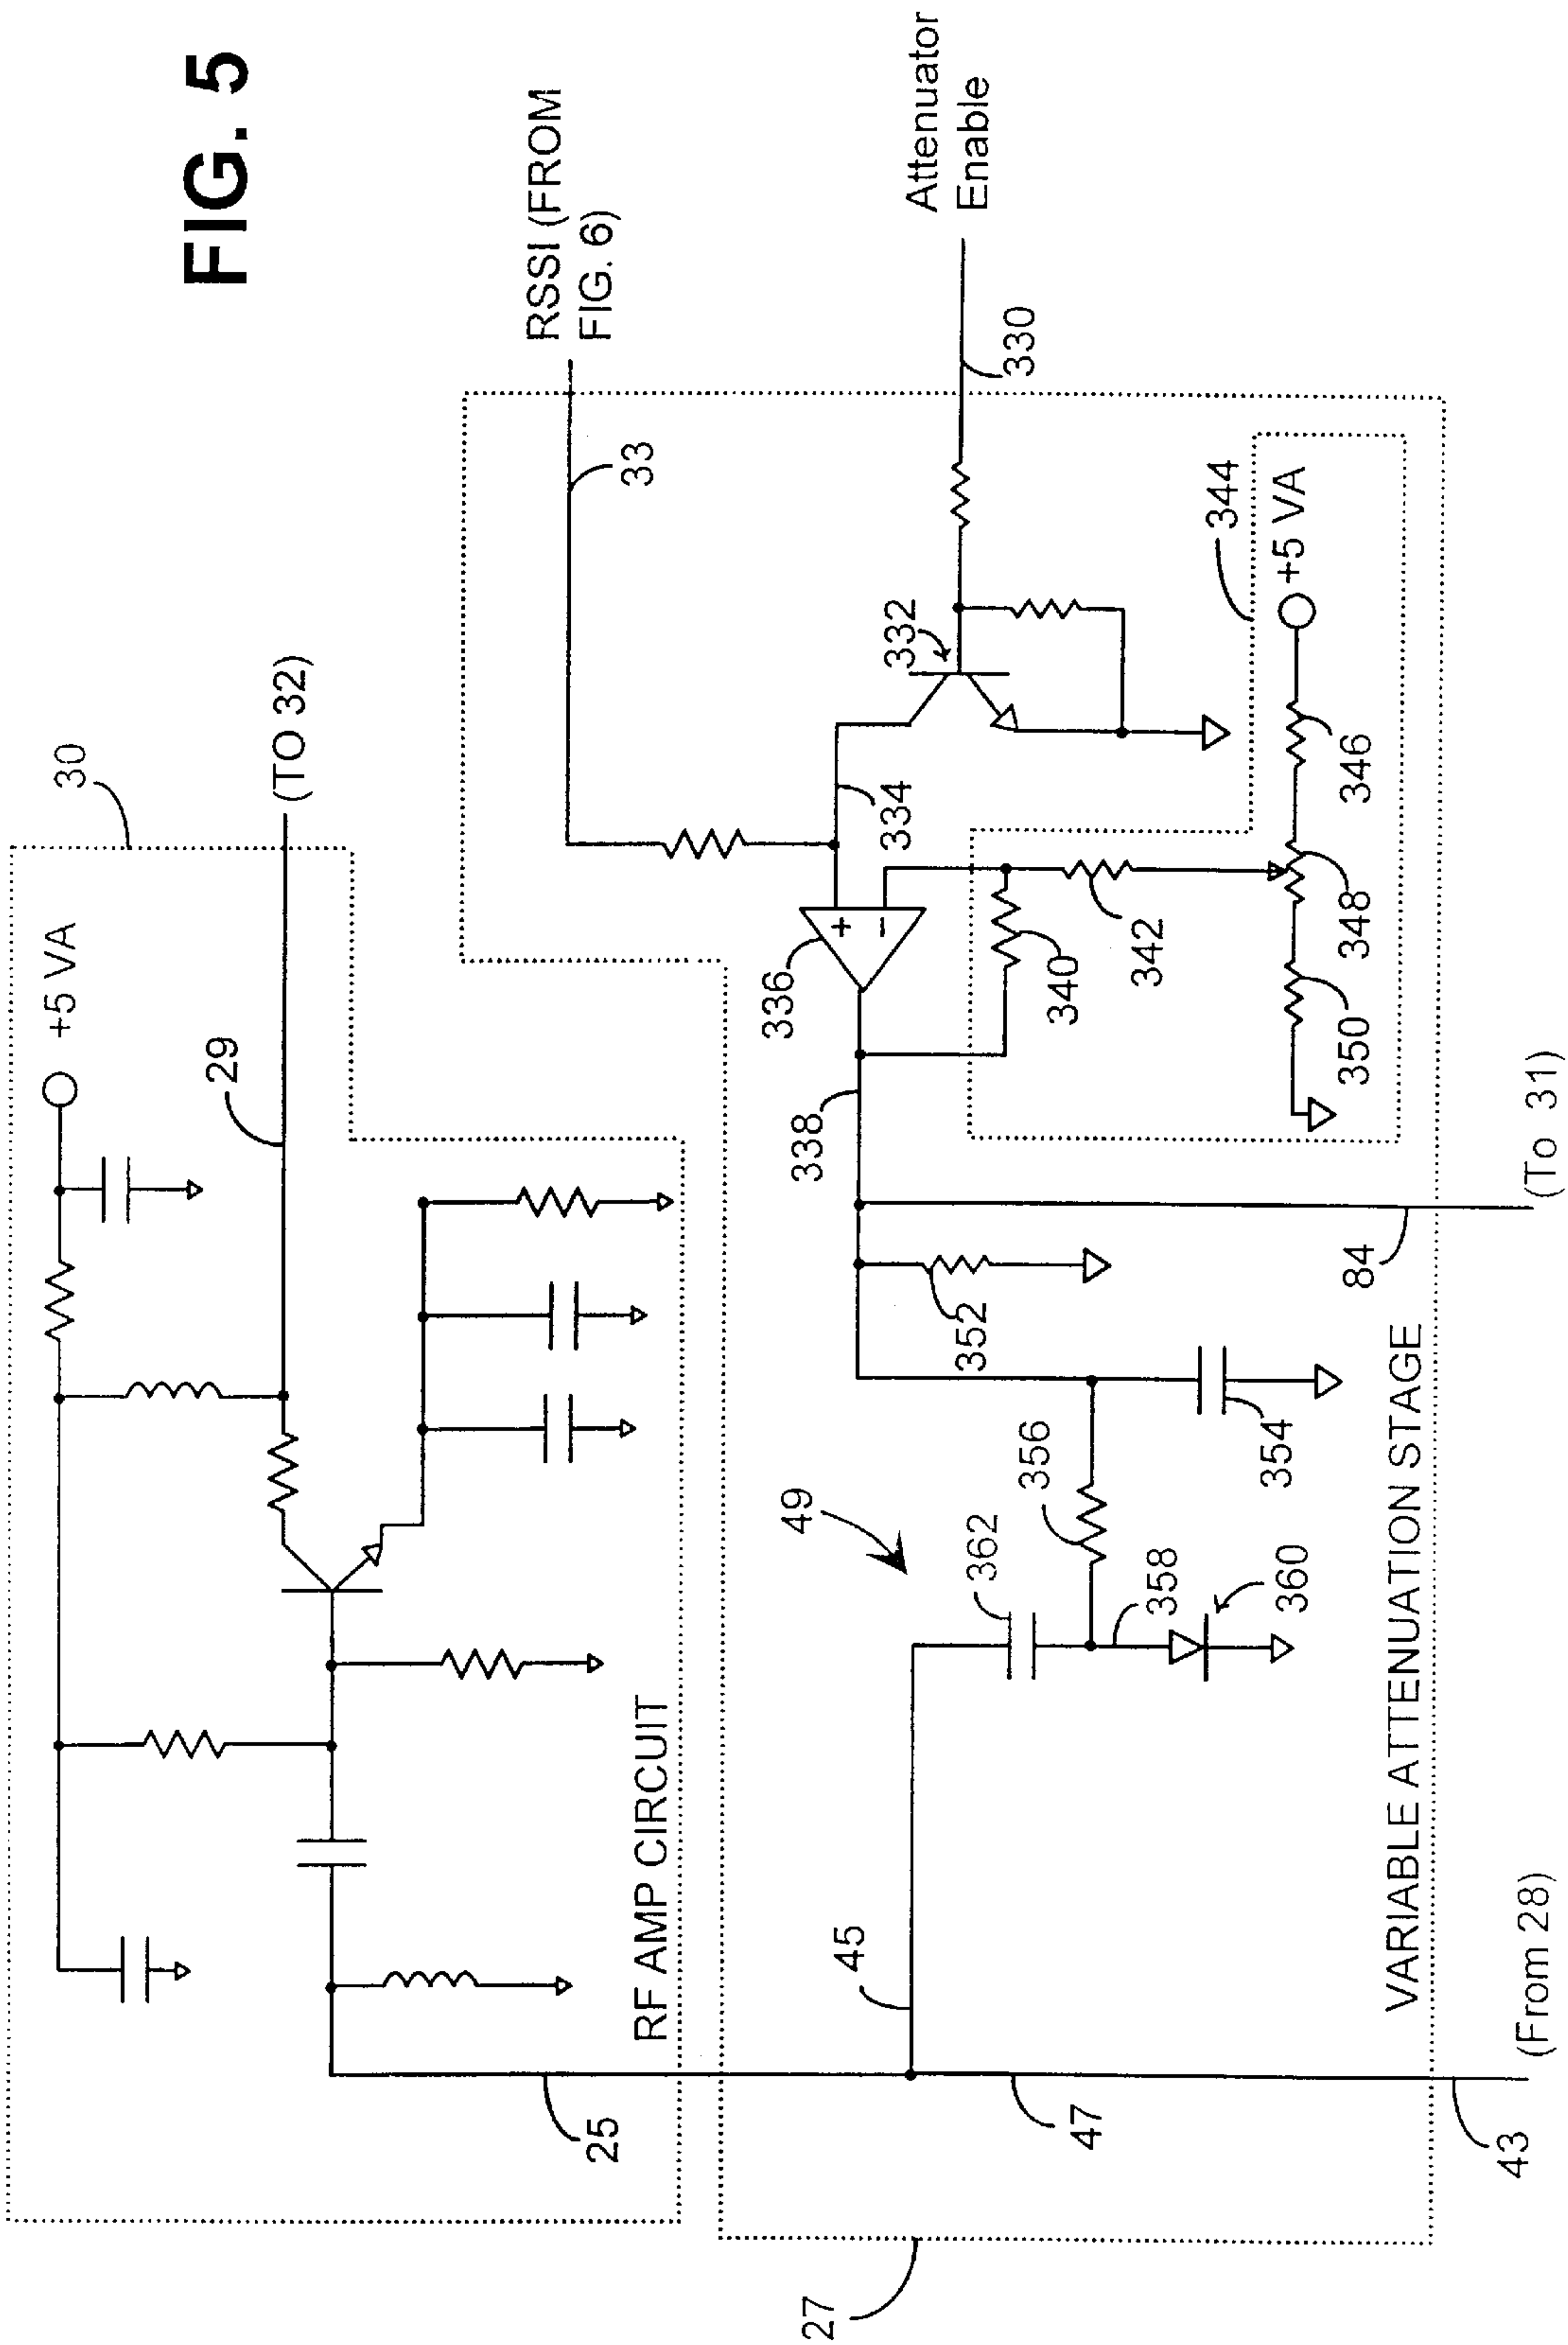 FIG. 5
30
+5 VA
29
(TO 32)
RF AMP CIRCUIT
25
RSSI (FROM
FIG. 6)
33
Attenuator
Enable
330
332
334
336
+
−
338
340
342
344
+5 VA
346
348
350
352
354
356
49
362
358
360
45
47
84
(To 31)
VARIABLE ATTENUATION STAGE
27
43
(From 28)